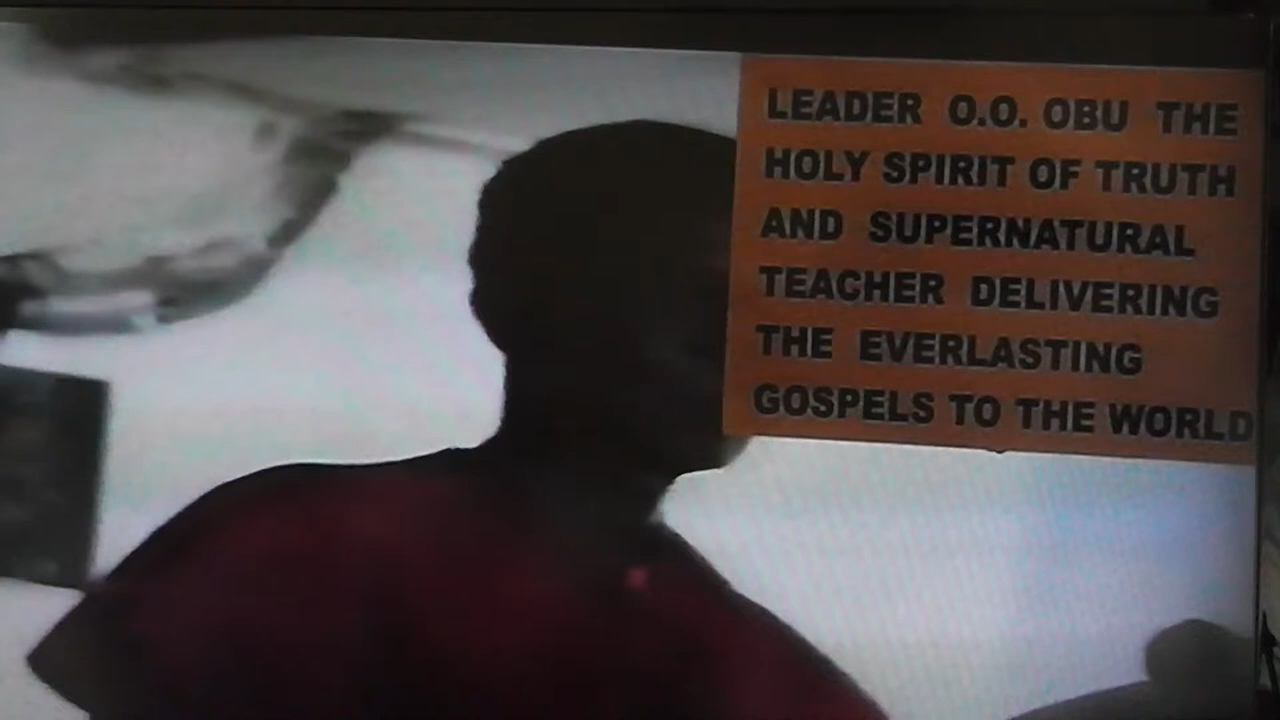 LEADER O.O. OBU THE
HOLY SPIRIT OF TRUTH
AND SUPERNATURAL
TEACHER DELIVERING
THE EVERLASTING
GOSPELS TO THE WORLD